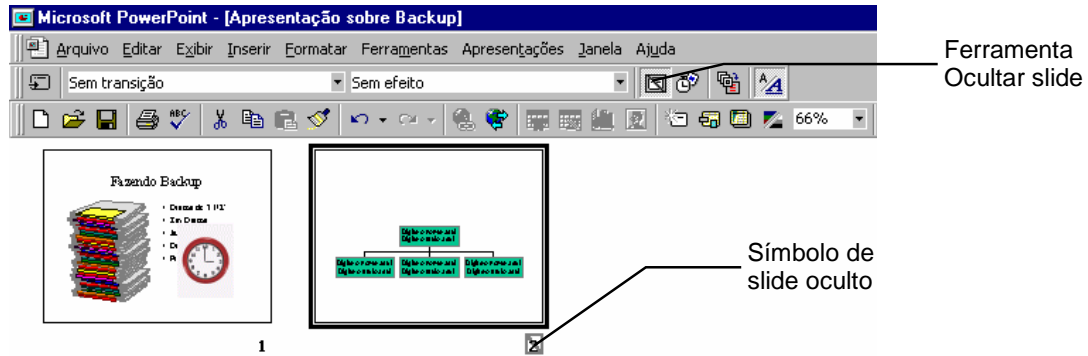 Microsoft PowerPoint - [Apresentação sobre Backup]
Arquivo Editar Exibir Inserir Formatar Ferramentas Apresentações Janela Ajuda
Sem transição Sem efeito
66%
Ferramenta
Ocultar slide
Fazendo Backup
Símbolo de
slide oculto
1 2